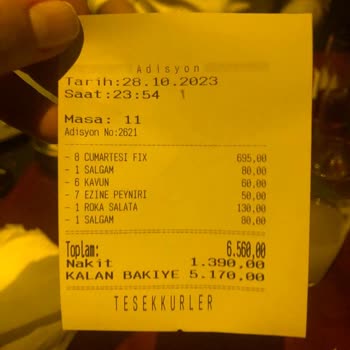 Adisyon
Tarih:28.10.2023
Saat:23:54 1
Masa: 11
Adisyon No:2621
- 8 CUMARTESI FIX 695,00
- 1 SALGAM 80,00
- 6 KAVUN 60,00
- 7 EZINE PEYNIRI 50,00
- 1 ROKA SALATA 130,00
- 1 SALGAM 80,00
Toplam: 6.560,00
Nakit 1.390,00
KALAN BAKIYE 5.170,00
TESEKKURLER